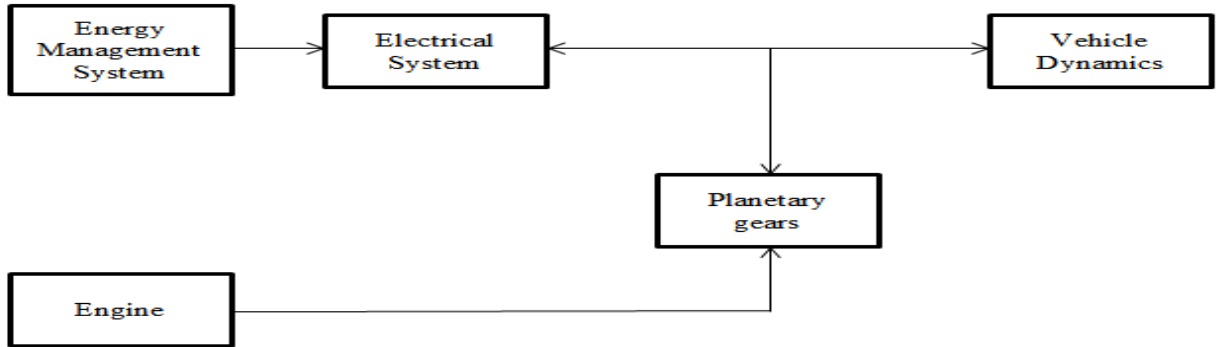 Energy
Management
System
Electrical
System
Vehicle
Dynamics
Planetary
gears
Engine